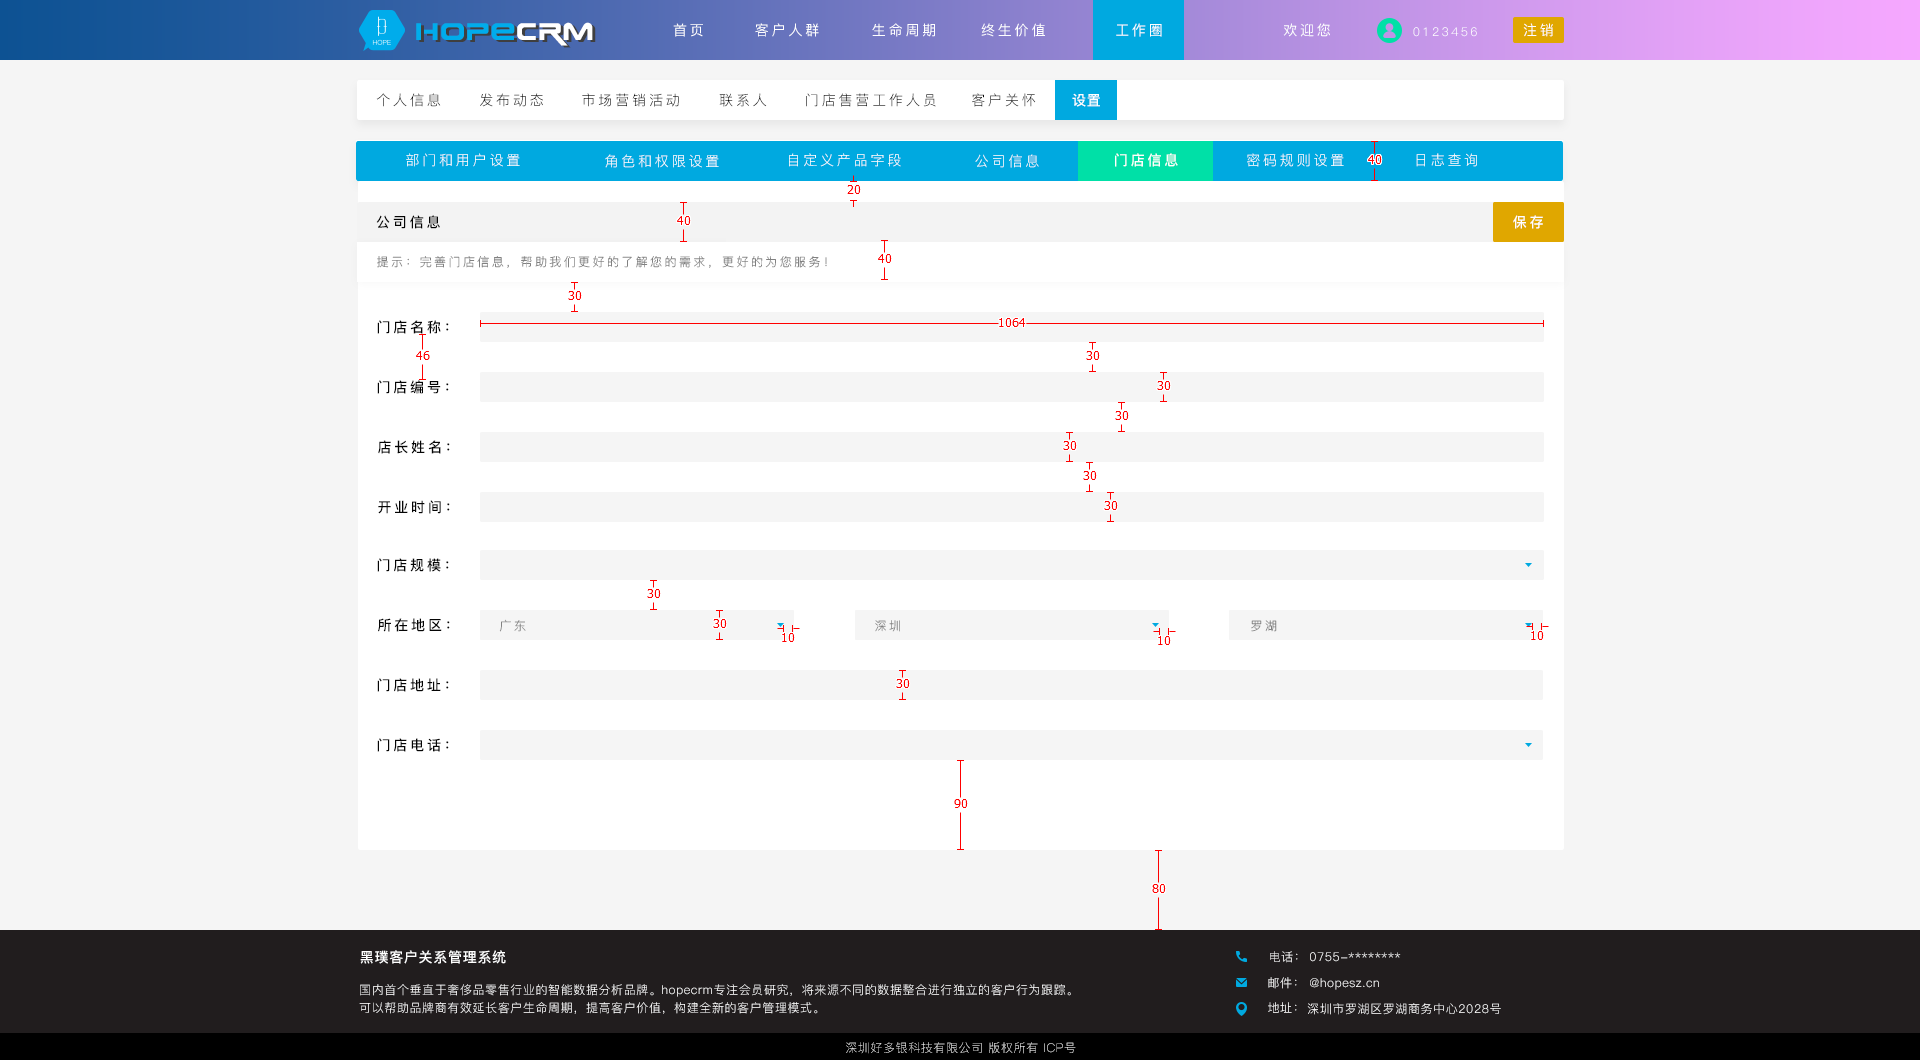 HOPE HOPECRM 首页 客户人群 生命周期 终生价值 工作圈 欢迎您 0123456 注销
个人信息 发布动态 市场营销活动 联系人 门店售营工作人员 客户关怀 设置
部门和用户设置 角色和权限设置 自定义产品字段 公司信息 门店信息 密码规则设置 40 日志查询
20
公司信息 40 保存
提示：完善门店信息，帮助我们更好的了解您的需求，更好的为您服务！ 40
30
门店名称： 1064
46 30
门店编号： 30
30
店长姓名： 30
30
开业时间： 30
门店规模：
30
所在地区： 广东 30 10 深圳 10 罗湖 10
门店地址： 30
门店电话：
90
80
黑璞客户关系管理系统
国内首个垂直于奢侈品零售行业的智能数据分析品牌。hopecrm专注会员研究，将来源不同的数据整合进行独立的客户行为跟踪。
可以帮助品牌商有效延长客户生命周期，提高客户价值，构建全新的客户管理模式。
电话： 0755-********
邮件： @hopesz.cn
地址： 深圳市罗湖区罗湖商务中心2028号
深圳好多银科技有限公司 版权所有 ICP号